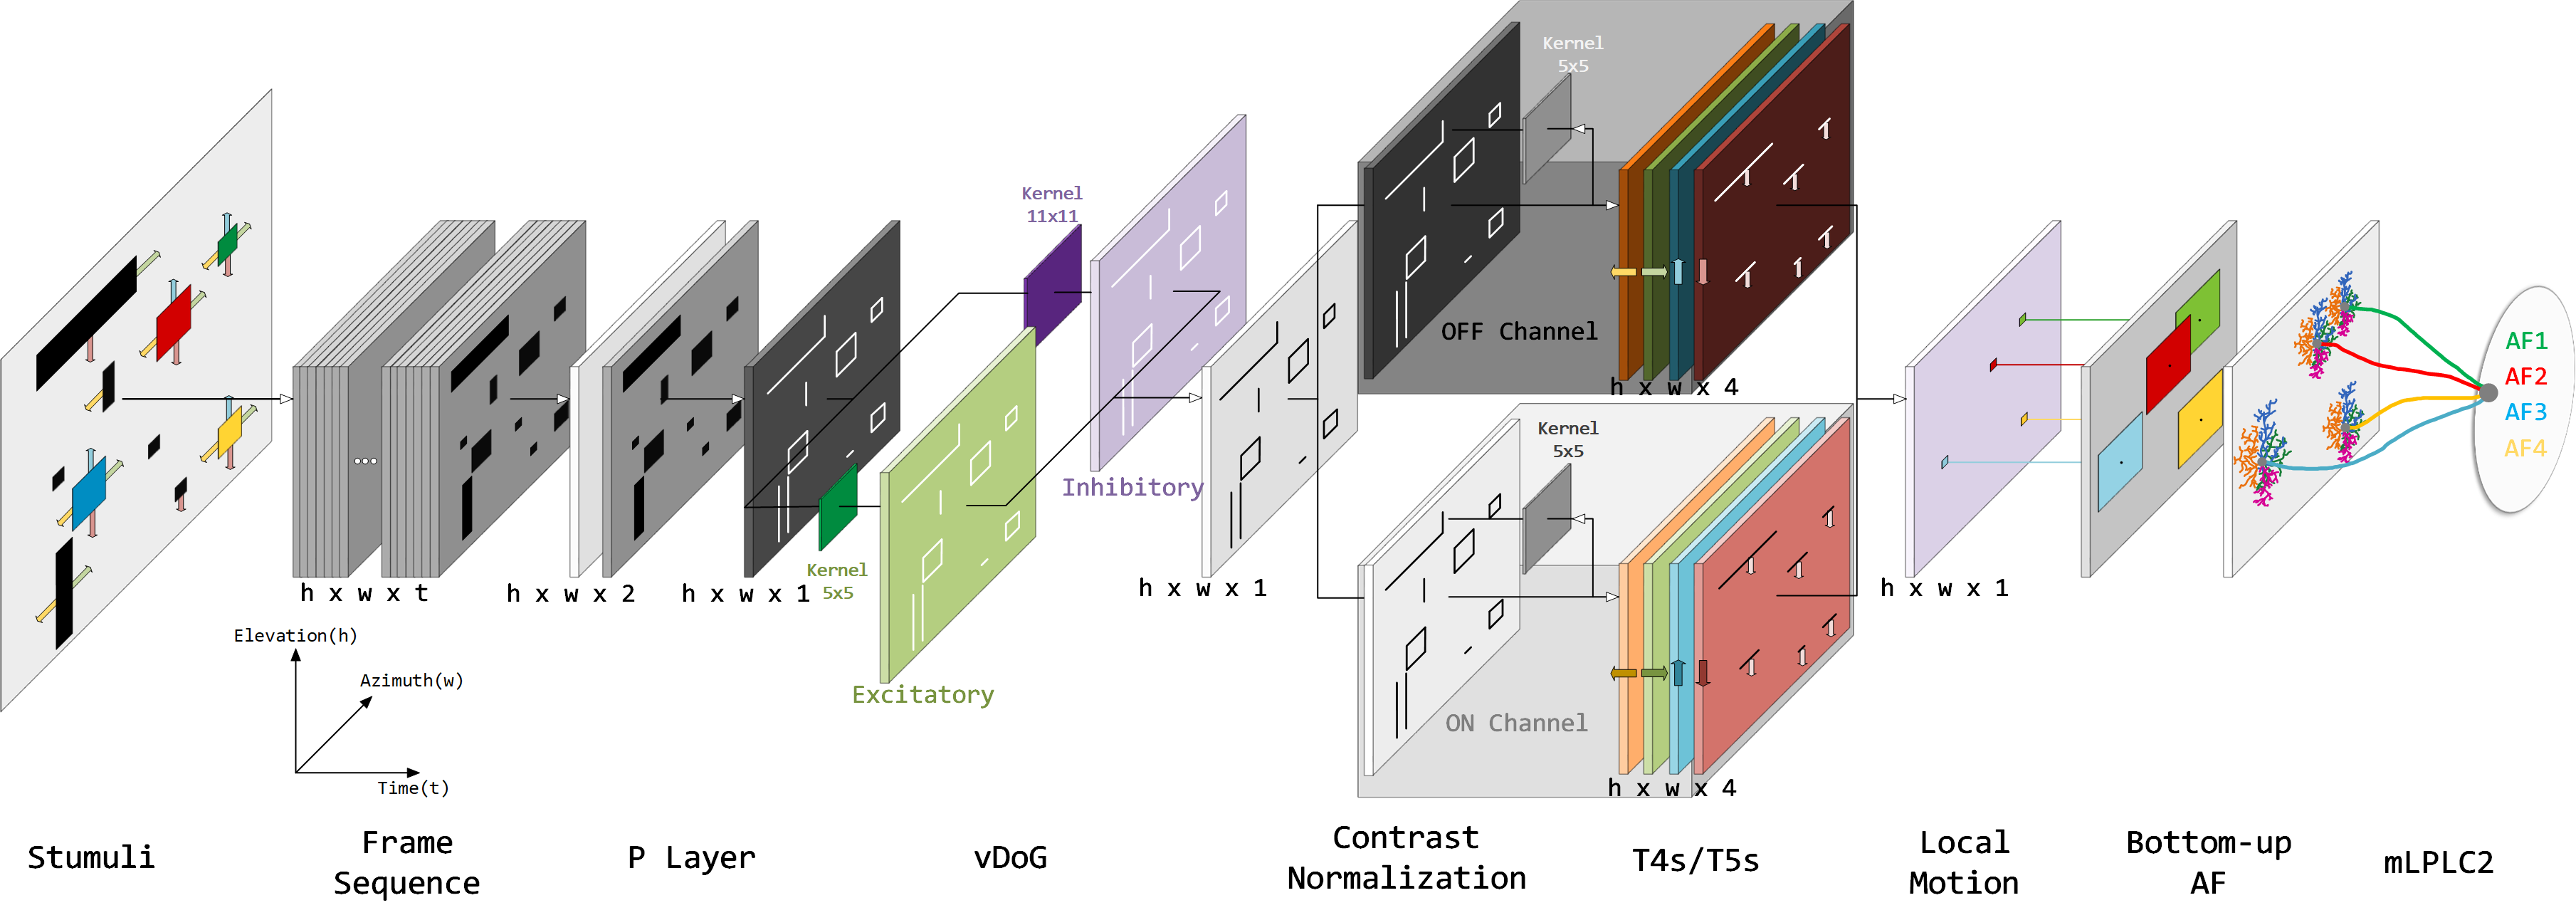 Kernel
5x5
Kernel
11x11
OFF Channel
h x w x 4
AF1
AF2
AF3
AF4
Kernel
5x5
Inhibitory
Kernel
5x5
h x w x t
h x w x 2
h x w x 1
h x w x 1
h x w x 1
Elevation(h)
Azimuth(w)
Time(t)
Excitatory
ON Channel
h x w x 4
Stumuli
Frame
Sequence
P Layer
vDoG
Contrast
Normalization
T4s/T5s
Local
Motion
Bottom-up
AF
mLPLC2